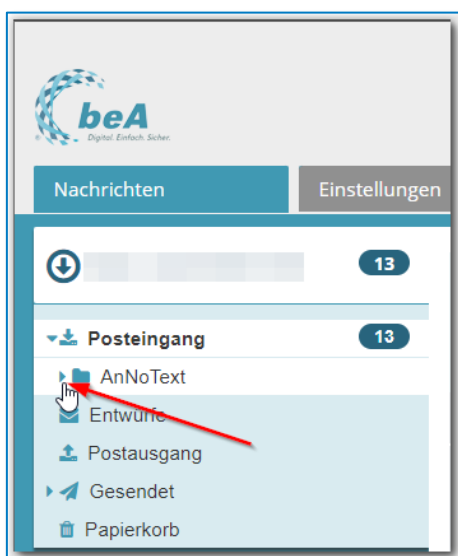 beA
Digital. Einfach. Sicher.
Nachrichten Einstellungen
13
Posteingang 13
AnNoText
Entwürfe
Postausgang
Gesendet
Papierkorb